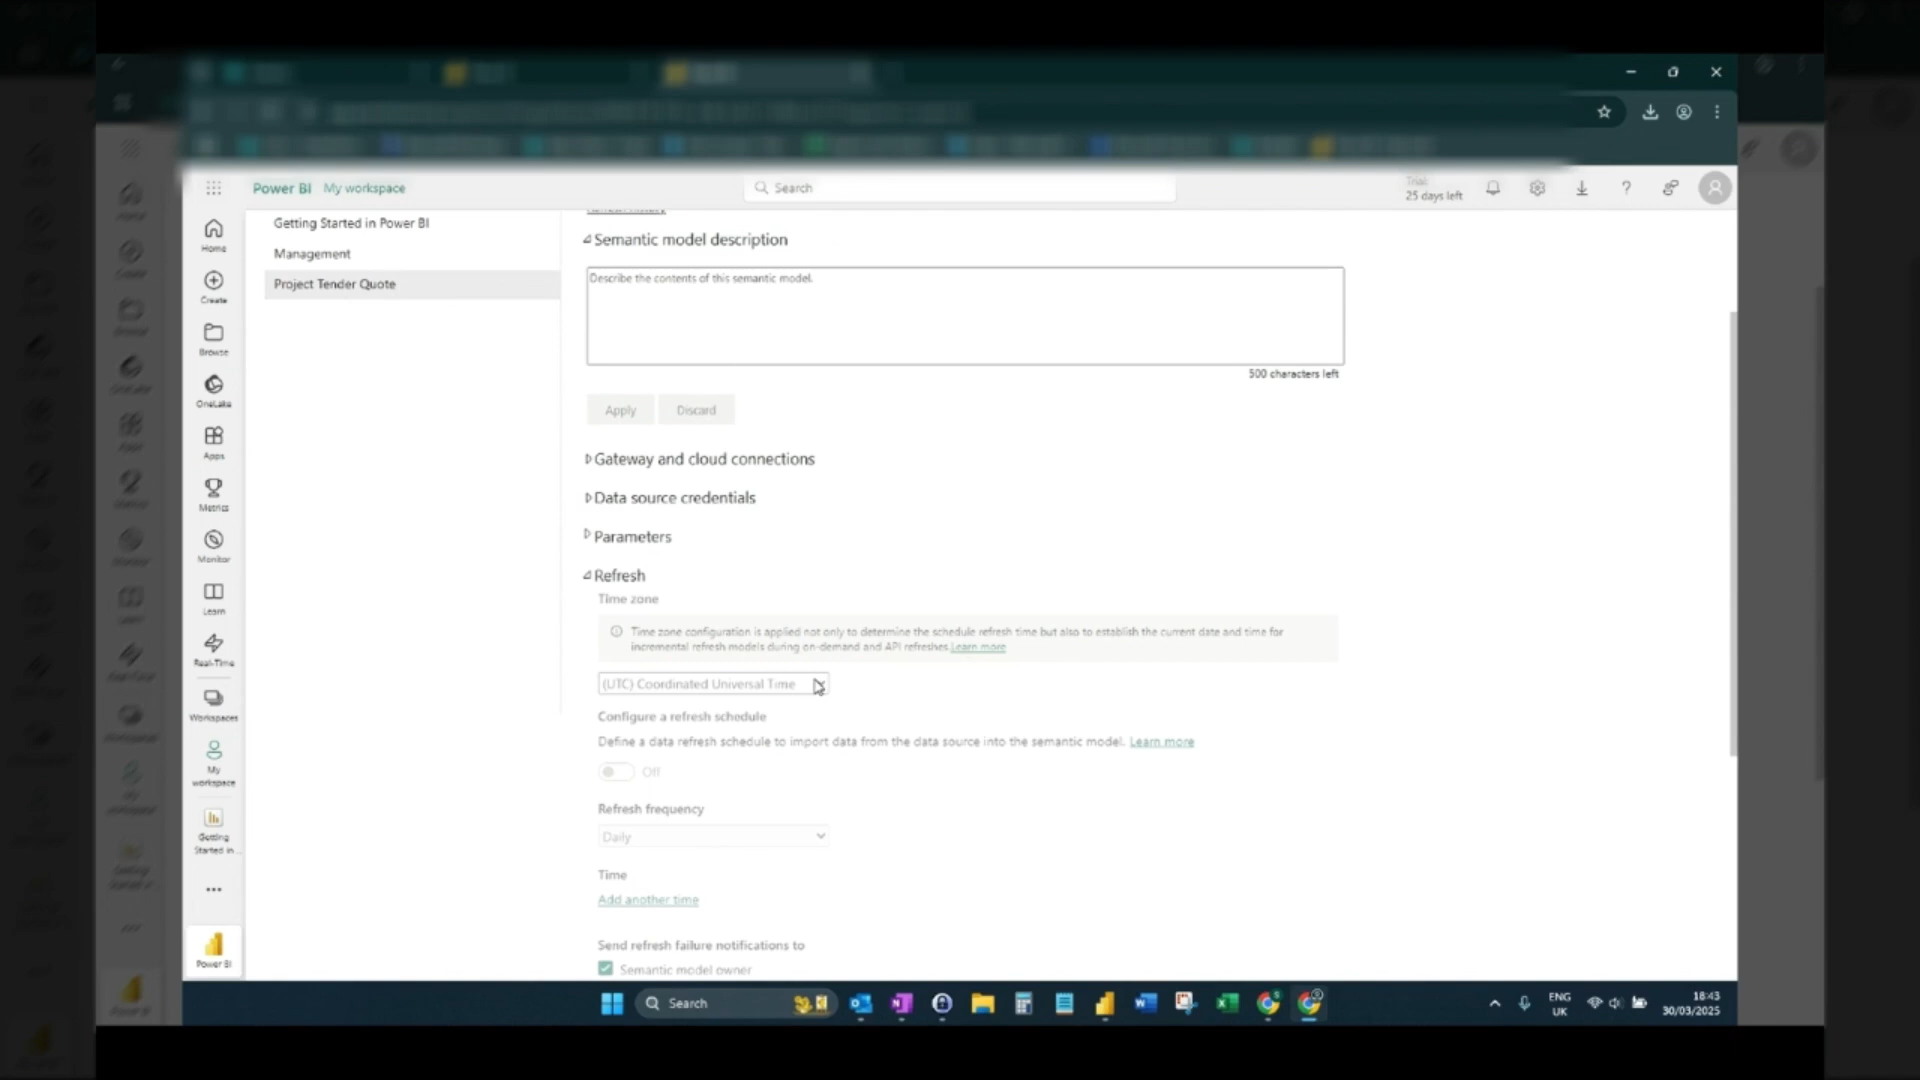 Power BI My workspace
Search
Trial:
25 days left
Home
Create
Browse
OneLake
Apps
Metrics
Monitor
Learn
Real-Time
Workspaces
My
workspace
Getting
Started in...
Power BI
Getting Started in Power BI
Management
Project Tender Quote
Refresh history
Semantic model description
Describe the contents of this semantic model.
500 characters left
Apply
Discard
Gateway and cloud connections
Data source credentials
Parameters
Refresh
Time zone
Time zone configuration is applied not only to determine the schedule refresh time but also to establish the current date and time for
incremental refresh models during on-demand and API refreshes.Learn more
(UTC) Coordinated Universal Time
Configure a refresh schedule
Define a data refresh schedule to import data from the data source into the semantic model. Learn more
Off
Refresh frequency
Daily
Time
Add another time
Send refresh failure notifications to
Semantic model owner
Search
ENG
UK
18:43
30/03/2025